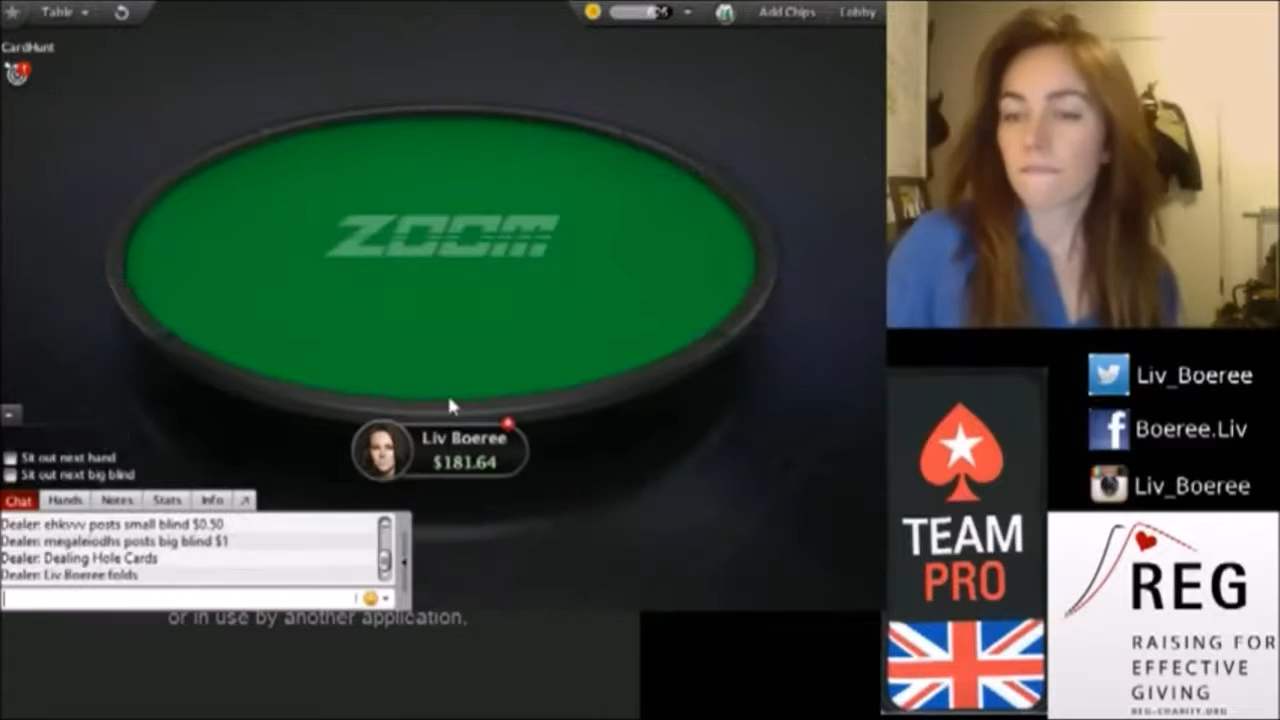 Table
Add Chips
Lobby
CardHunt
ZOOM
Liv Boeree
$181.64
Sit out next hand
Sit out next big blind
Chat Hands Notes Stats Info
Dealer: ehkvvv posts small blind $0.50
Dealer: megaleiodhs posts big blind $1
Dealer: Dealing Hole Cards
Dealer: Liv Boeree folds
or in use by another application.
Liv_Boeree
Boeree.Liv
Liv_Boeree
TEAM
PRO
REG
RAISING FOR
EFFECTIVE
GIVING
REG-CHARITY.ORG